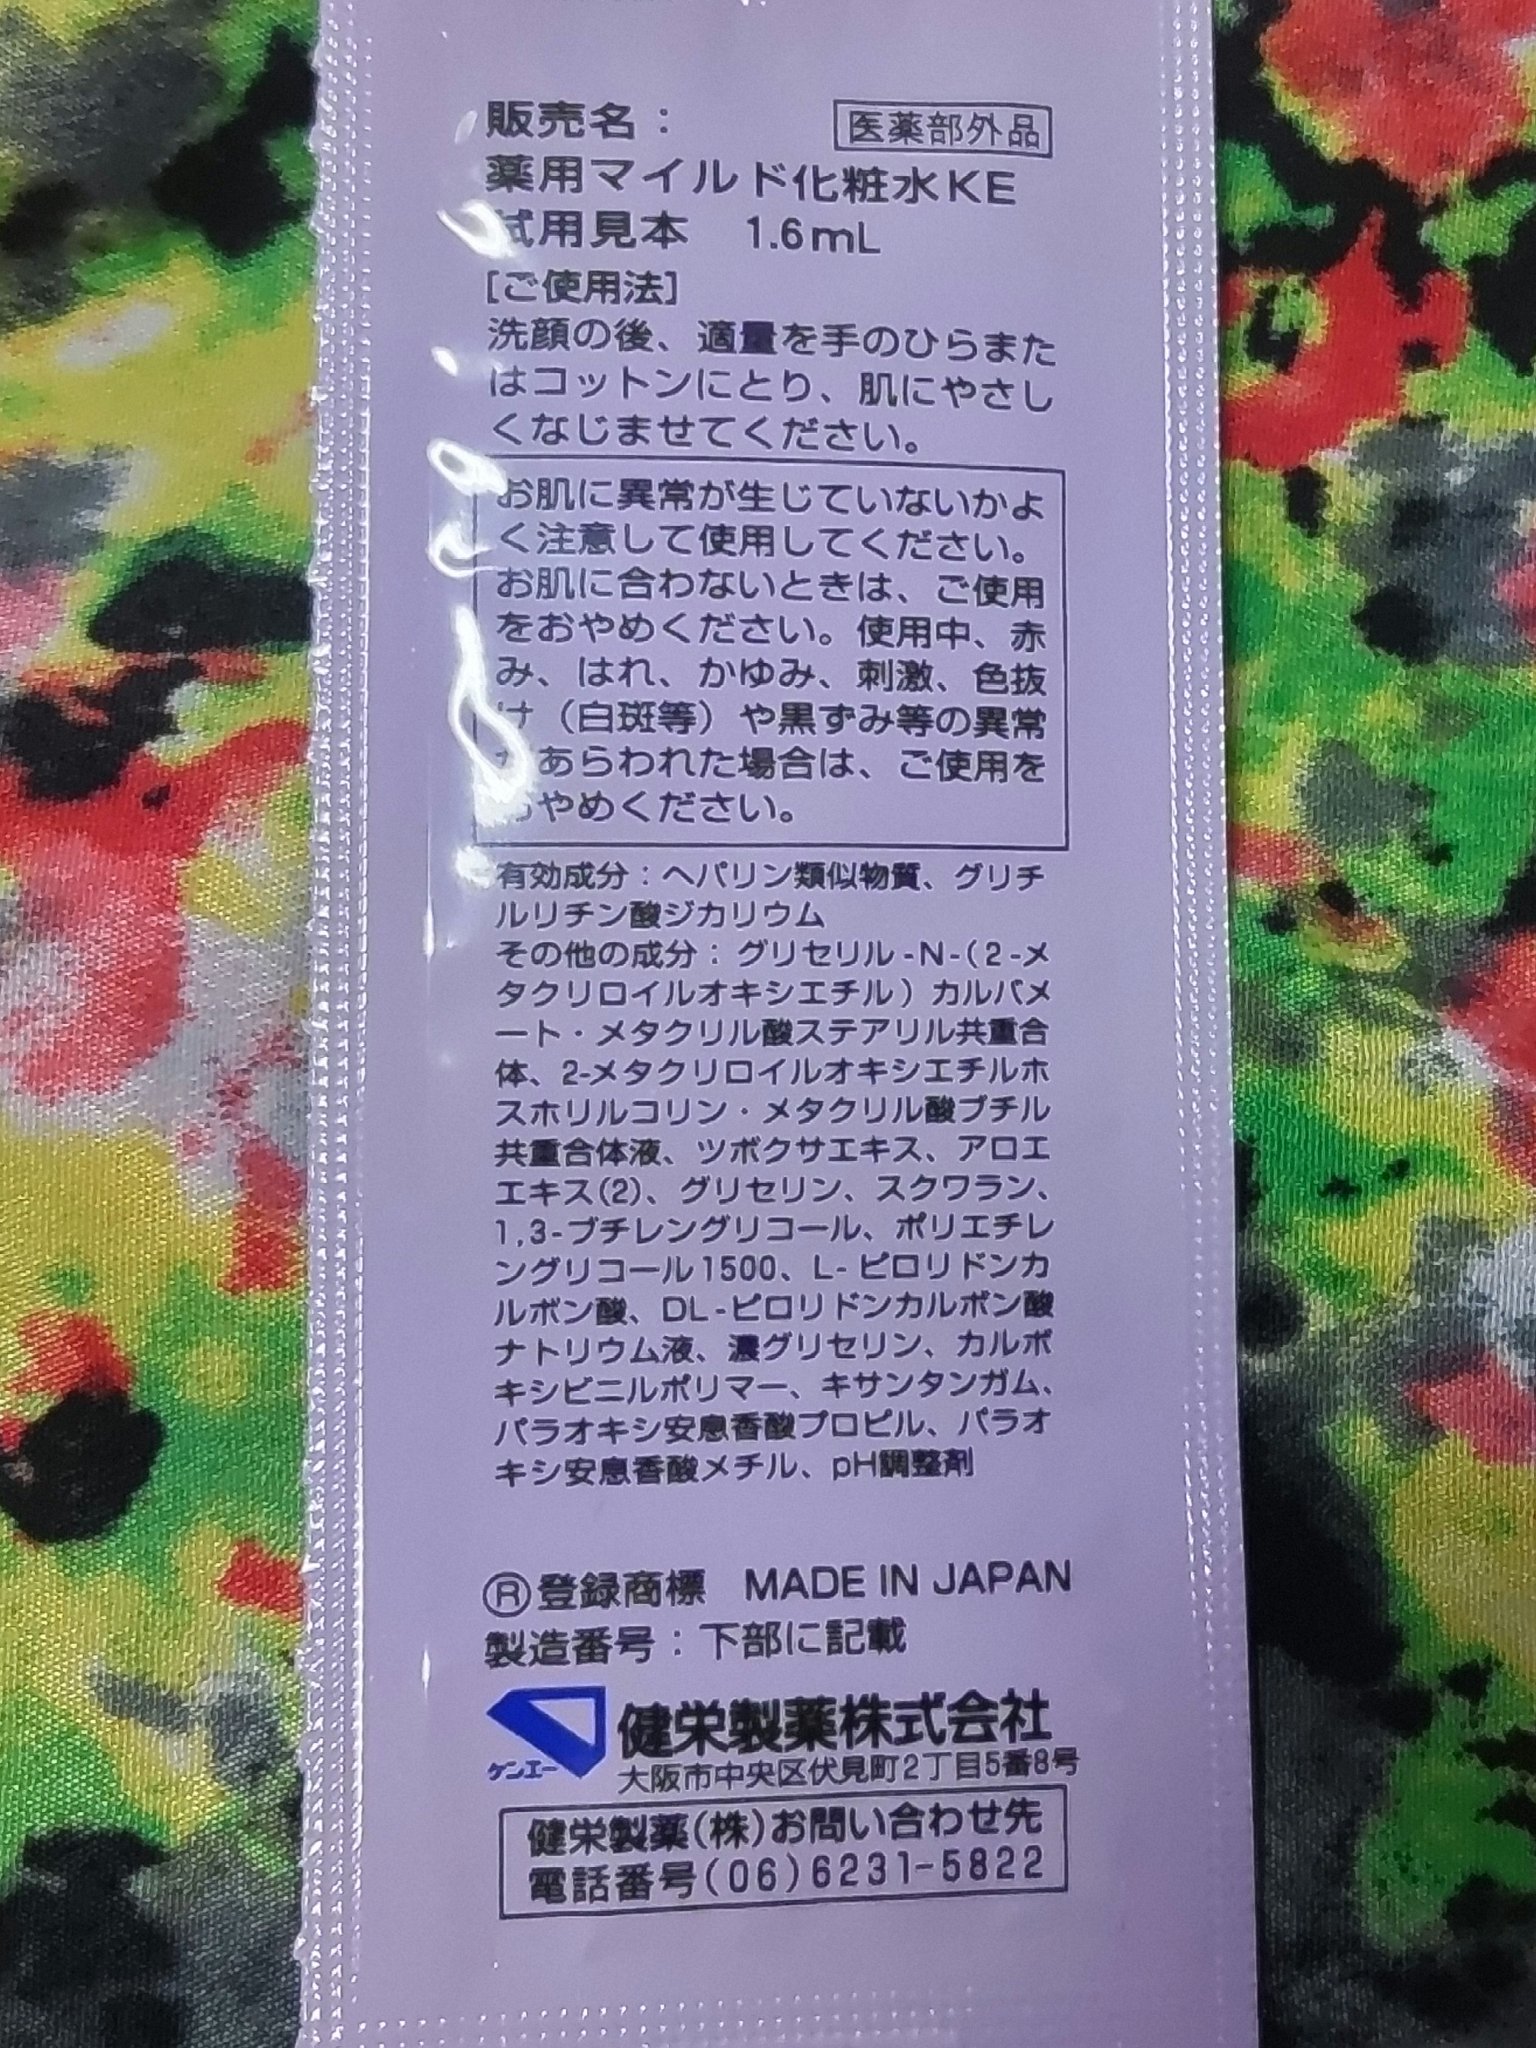 販売名：
医薬部外品
薬用マイルド化粧水KE
試用見本 1.6mL
[ご使用法]
洗顔の後、適量を手のひらまた
はコットンにとり、肌にやさし
くなじませてください。
お肌に異常が生じていないかよ
く注意して使用してください。
お肌に合わないときは、ご使用
をおやめください。使用中、赤
み、はれ、かゆみ、刺激、色抜
け（白斑等）や黒ずみ等の異常
があらわれた場合は、ご使用を
おやめください。
有効成分：ヘパリン類似物質、グリチ
ルリチン酸ジカリウム
その他の成分：グリセリル-N-(2-メ
タクリロイルオキシエチル)カルバメ
ート・メタクリル酸ステアリル共重合
体、2-メタクリロイルオキシエチルホ
スホリルコリン・メタクリル酸ブチル
共重合体液、ツボクサエキス、アロエ
エキス(2)、グリセリン、スクワラン、
1,3-ブチレングリコール、ポリエチレ
ングリコール1500、L-ピロリドンカ
ルボン酸、DL-ピロリドンカルボン酸
ナトリウム液、濃グリセリン、カルボ
キシビニルポリマー、キサンタンガム、
パラオキシ安息香酸プロピル、パラオ
キシ安息香酸メチル、pH調整剤
®登録商標 MADE IN JAPAN
製造番号：下部に記載
ケンエー
健栄製薬株式会社
大阪市中央区伏見町2丁目5番8号
健栄製薬(株)お問い合わせ先
電話番号(06)6231-5822